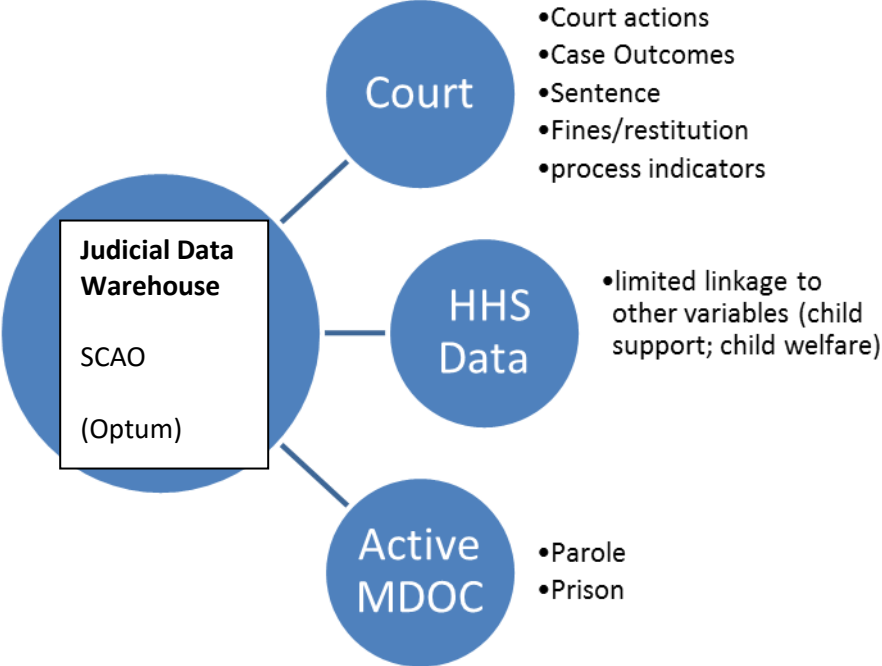 Judicial Data
Warehouse
SCAO
(Optum)
Court
•Court actions
•Case Outcomes
•Sentence
•Fines/restitution
•process indicators
HHS
Data
•limited linkage to
other variables (child
support; child welfare)
Active
MDOC
•Parole
•Prison